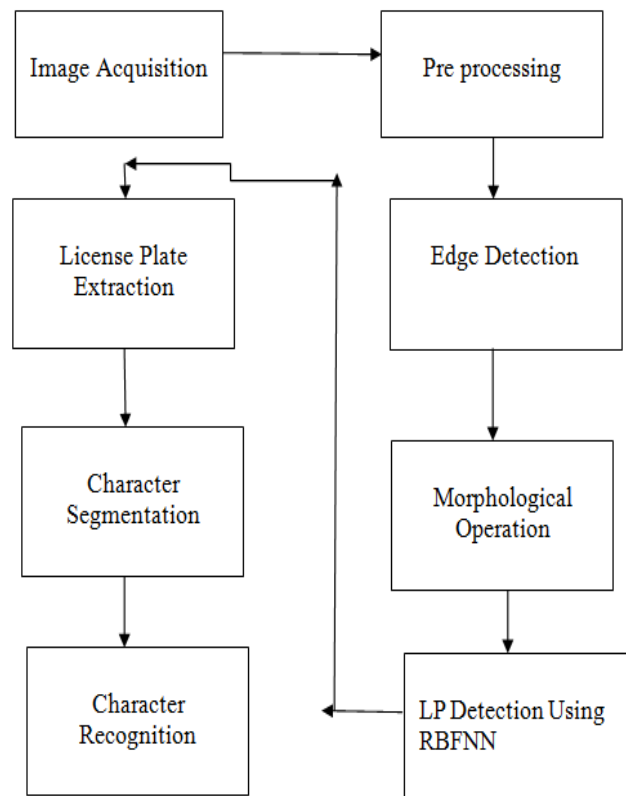 Image Acquisition
Pre processing
Edge Detection
Morphological
Operation
LP Detection Using
RBFNN
License Plate
Extraction
Character
Segmentation
Character
Recognition